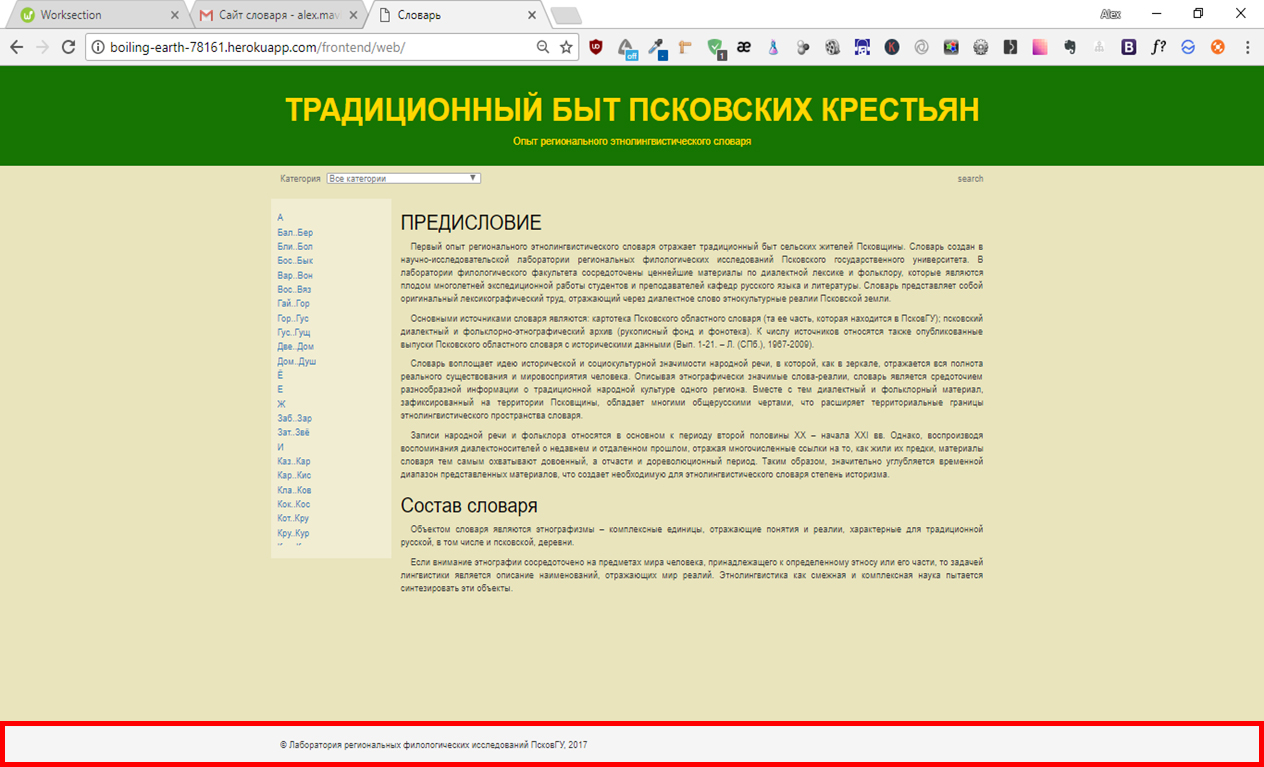 Worksection
Сайт словаря - alex.mav
Словарь
Alex
boiling-earth-78161.herokuapp.com/frontend/web/
off
1
ТРАДИЦИОННЫЙ БЫТ ПСКОВСКИХ КРЕСТЬЯН
Опыт регионального этнолингвистического словаря
Категория Все категории
search
А
Бал..Бер
Бли..Бол
Бос..Бык
Вар..Вон
Вос..Вяз
Гай..Гор
Гор..Гус
Гус..Гущ
Две..Дом
Дом..Душ
Ё
Е
Ж
Заб..Зар
Зат..Звё
И
Каз..Кар
Кар..Кис
Кла..Ков
Кок..Кос
Кот..Кру
Кру..Кур
ПРЕДИСЛОВИЕ
Первый опыт регионального этнолингвистического словаря отражает традиционный быт сельских жителей Псковщины. Словарь создан в
научно-исследовательской лаборатории региональных филологических исследований Псковского государственного университета. В
лаборатории филологического факультета сосредоточены ценнейшие материалы по диалектной лексике и фольклору, которые являются
плодом многолетней экспедиционной работы студентов и преподавателей кафедр русского языка и литературы. Словарь представляет собой
оригинальный лексикографический труд, отражающий через диалектное слово этнокультурные реалии Псковской земли.
Основными источниками словаря являются: картотека Псковского областного словаря (та ее часть, которая находится в ПсковГУ); псковский
диалектный и фольклорно-этнографический архив (рукописный фонд и фонотека). К числу источников относятся также опубликованные
выпуски Псковского областного словаря с историческими данными (Вып. 1-21. – Л. (СПб.), 1967-2009).
Словарь воплощает идею исторической и социокультурной значимости народной речи, в которой, как в зеркале, отражается вся полнота
реального существования и мировосприятия человека. Описывая этнографически значимые слова-реалии, словарь является средоточием
разнообразной информации о традиционной народной культуре одного региона. Вместе с тем диалектный и фольклорный материал,
зафиксированный на территории Псковщины, обладает многими общерусскими чертами, что расширяет территориальные границы
этнолингвистического пространства словаря.
Записи народной речи и фольклора относятся в основном к периоду второй половины XX – начала XXI вв. Однако, воспроизводя
воспоминания диалектоносителей о недавнем и отдаленном прошлом, отражая многочисленные ссылки на то, как жили их предки, материалы
словаря тем самым охватывают довоенный, а отчасти и дореволюционный период. Таким образом, значительно углубляется временной
диапазон представленных материалов, что создает необходимую для этнолингвистического словаря степень историзма.
Состав словаря
Объектом словаря являются этнографизмы – комплексные единицы, отражающие понятия и реалии, характерные для традиционной
русской, в том числе и псковской, деревни.
Если внимание этнографии сосредоточено на предметах мира человека, принадлежащего к определенному этносу или его части, то задачей
лингвистики является описание наименований, отражающих мир реалий. Этнолингвистика как смежная и комплексная наука пытается
синтезировать эти объекты.
© Лаборатория региональных филологических исследований ПсковГУ, 2017